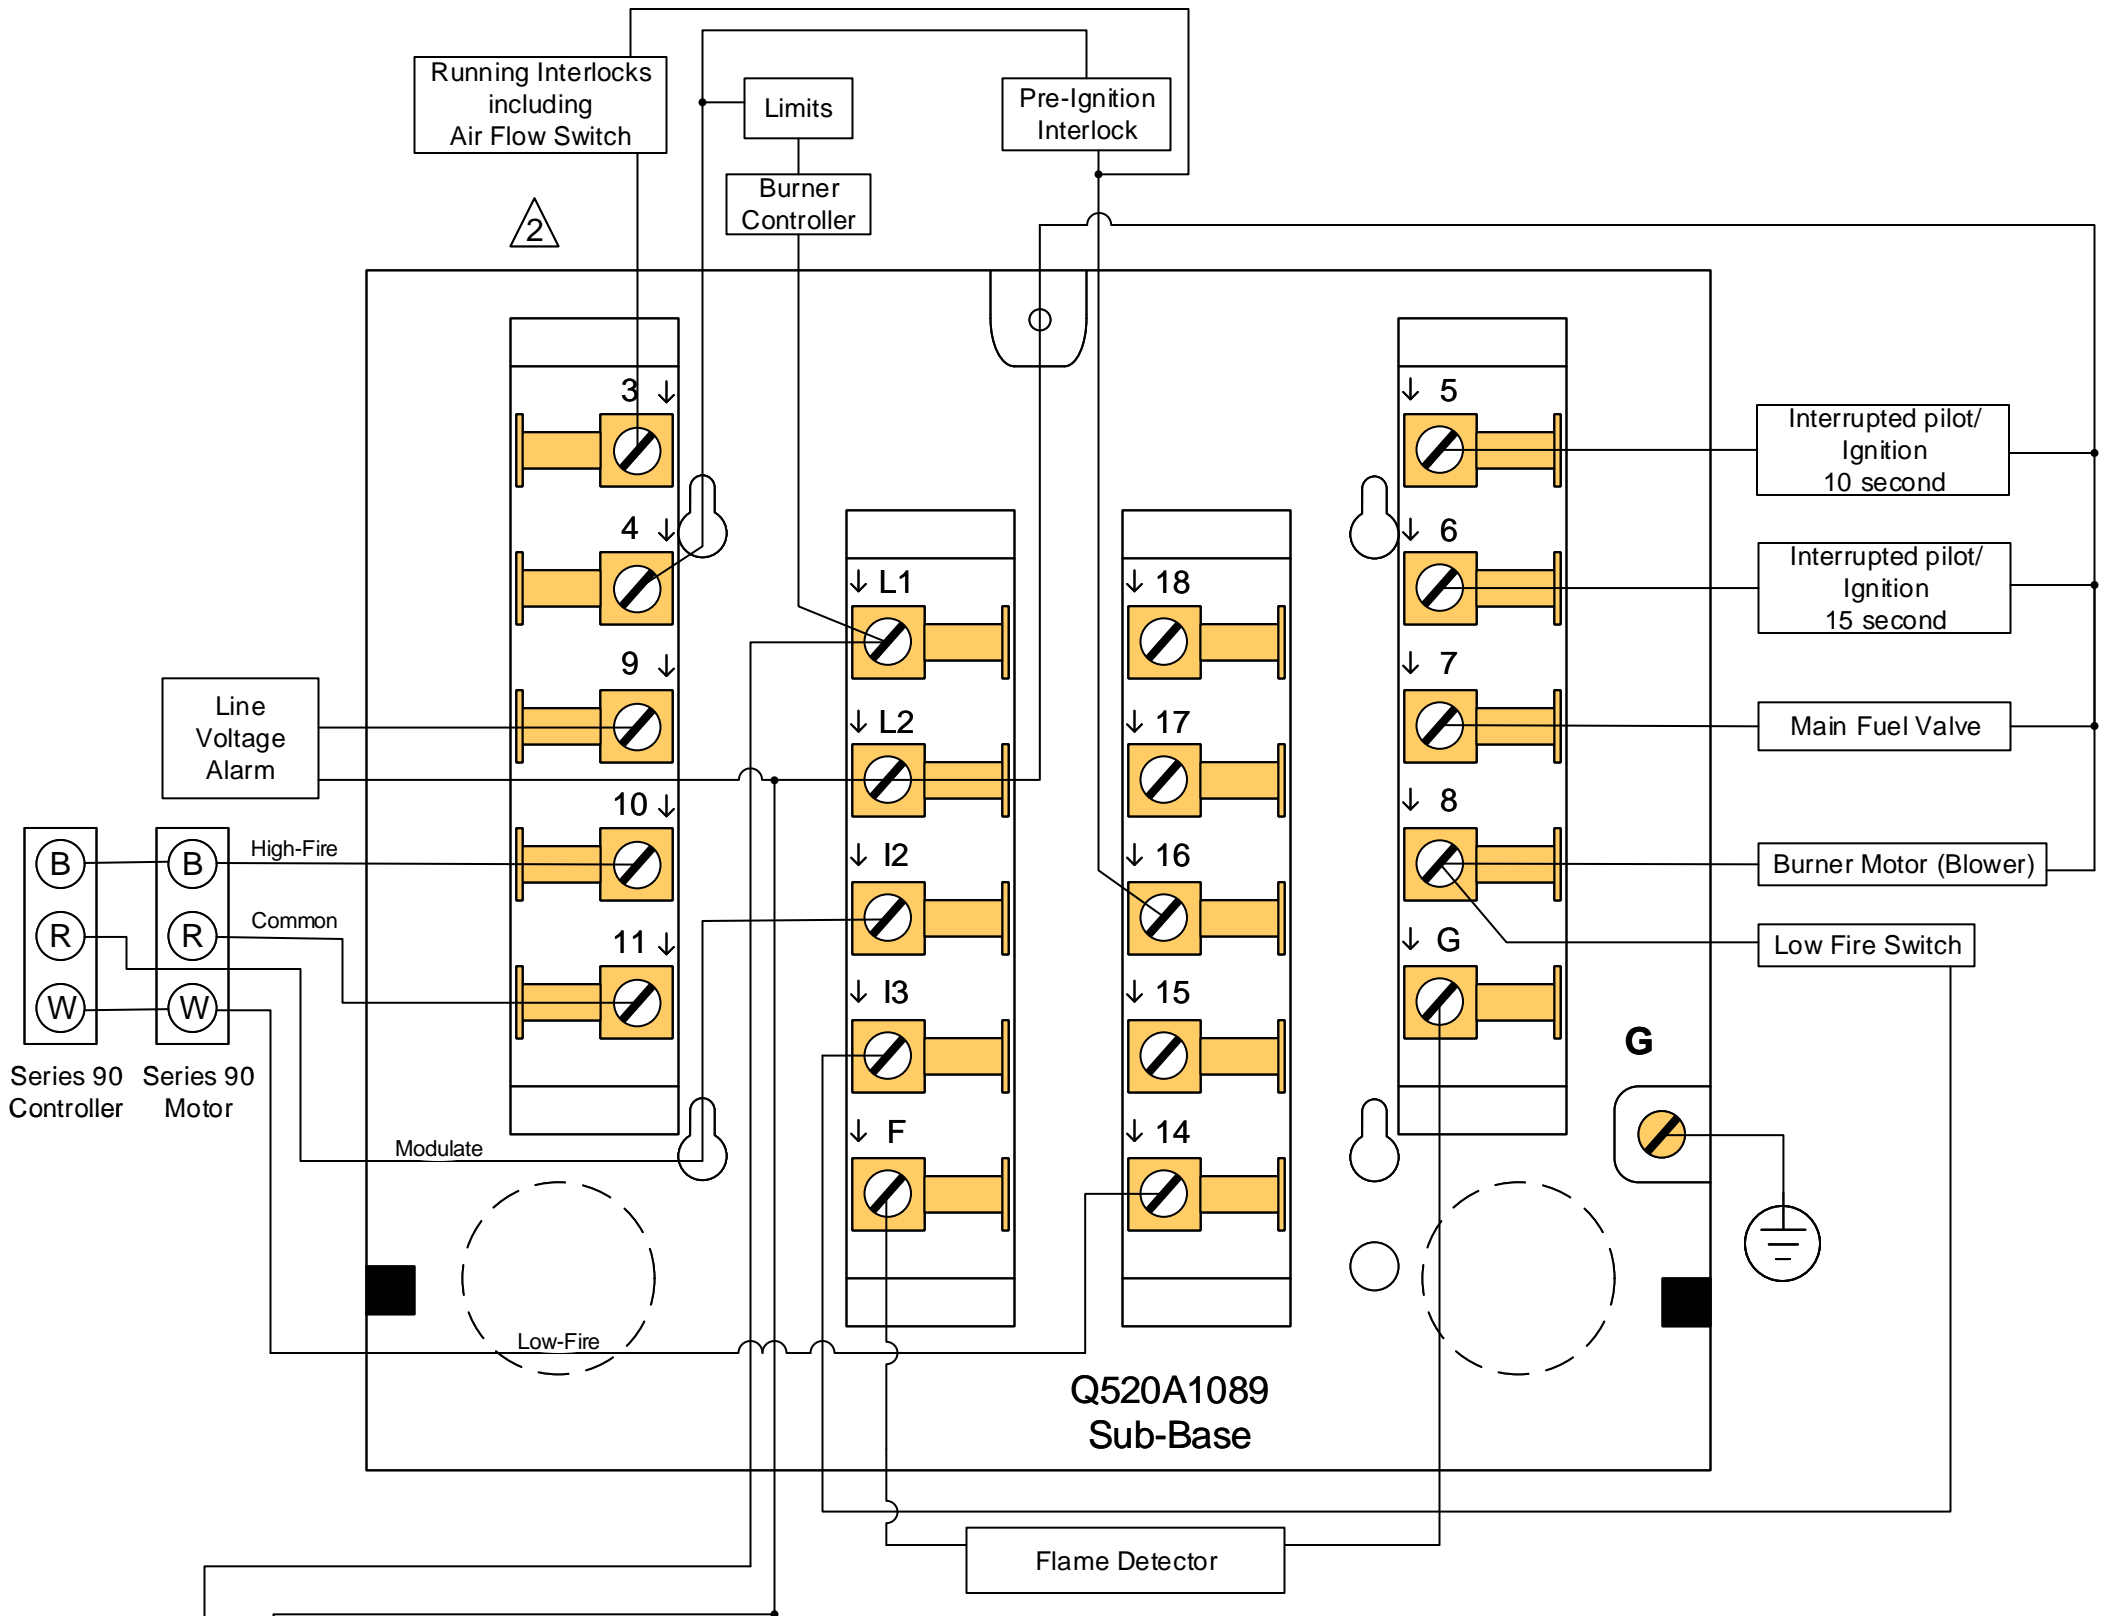 Running Interlocks
including
Air Flow Switch
Limits
Pre-Ignition
Interlock
Burner
Controller
2
3
4
9
10
11
L1
L2
I2
I3
F
18
17
16
15
14
5
6
7
8
G
G
Interrupted pilot/
Ignition
10 second
Interrupted pilot/
Ignition
15 second
Main Fuel Valve
Burner Motor (Blower)
Low Fire Switch
Line
Voltage
Alarm
B
R
W
Series 90
Controller
B
R
W
Series 90
Motor
High-Fire
Common
Modulate
Low-Fire
Q520A1089
Sub-Base
Flame Detector